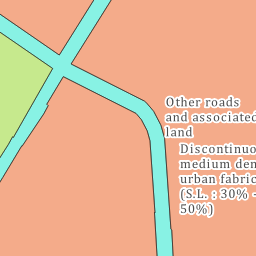 Other roads
and associated
land
Discontinuo
medium den
urban fabric
(S.L. : 30% -
50%)